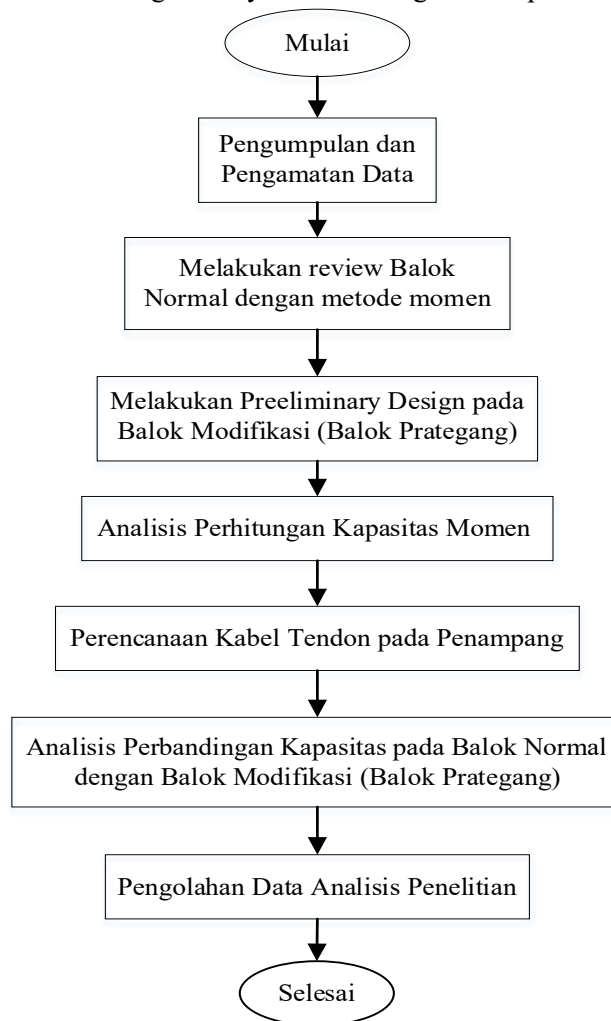 Mulai
Pengumpulan dan
Pengamatan Data
Melakukan review Balok
Normal dengan metode momen
Melakukan Preeliminary Design pada
Balok Modifikasi (Balok Prategang)
Analisis Perhitungan Kapasitas Momen
Perencanaan Kabel Tendon pada Penampang
Analisis Perbandingan Kapasitas pada Balok Normal
dengan Balok Modifikasi (Balok Prategang)
Pengolahan Data Analisis Penelitian
Selesai